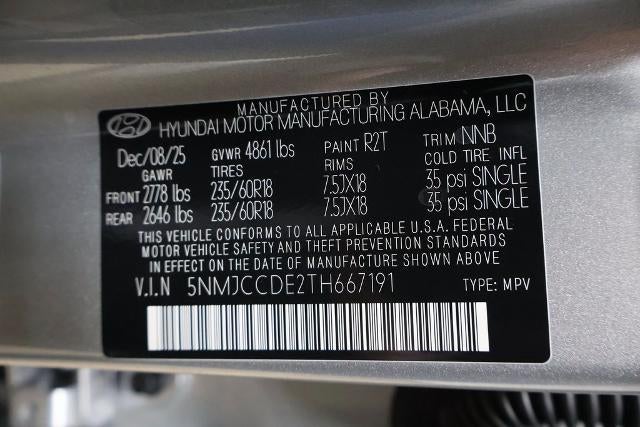 MANUFACTURED BY
HYUNDAI MOTOR MANUFACTURING ALABAMA, LLC
Dec/08/25 GVWR 4861 lbs PAINT R2T TRIM NNB
GAWR TIRES RIMS COLD TIRE INFL
FRONT 2778 lbs 235/60R18 7.5JX18 35 psi SINGLE
REAR 2646 lbs 235/60R18 7.5JX18 35 psi SINGLE
THIS VEHICLE CONFORMS TO ALL APPLICABLE U.S.A. FEDERAL
MOTOR VEHICLE SAFETY AND THEFT PREVENTION STANDARDS
IN EFFECT ON THE DATE OF MANUFACTURE SHOWN ABOVE
V.I.N 5NMJCCDE2TH667191 TYPE: MPV